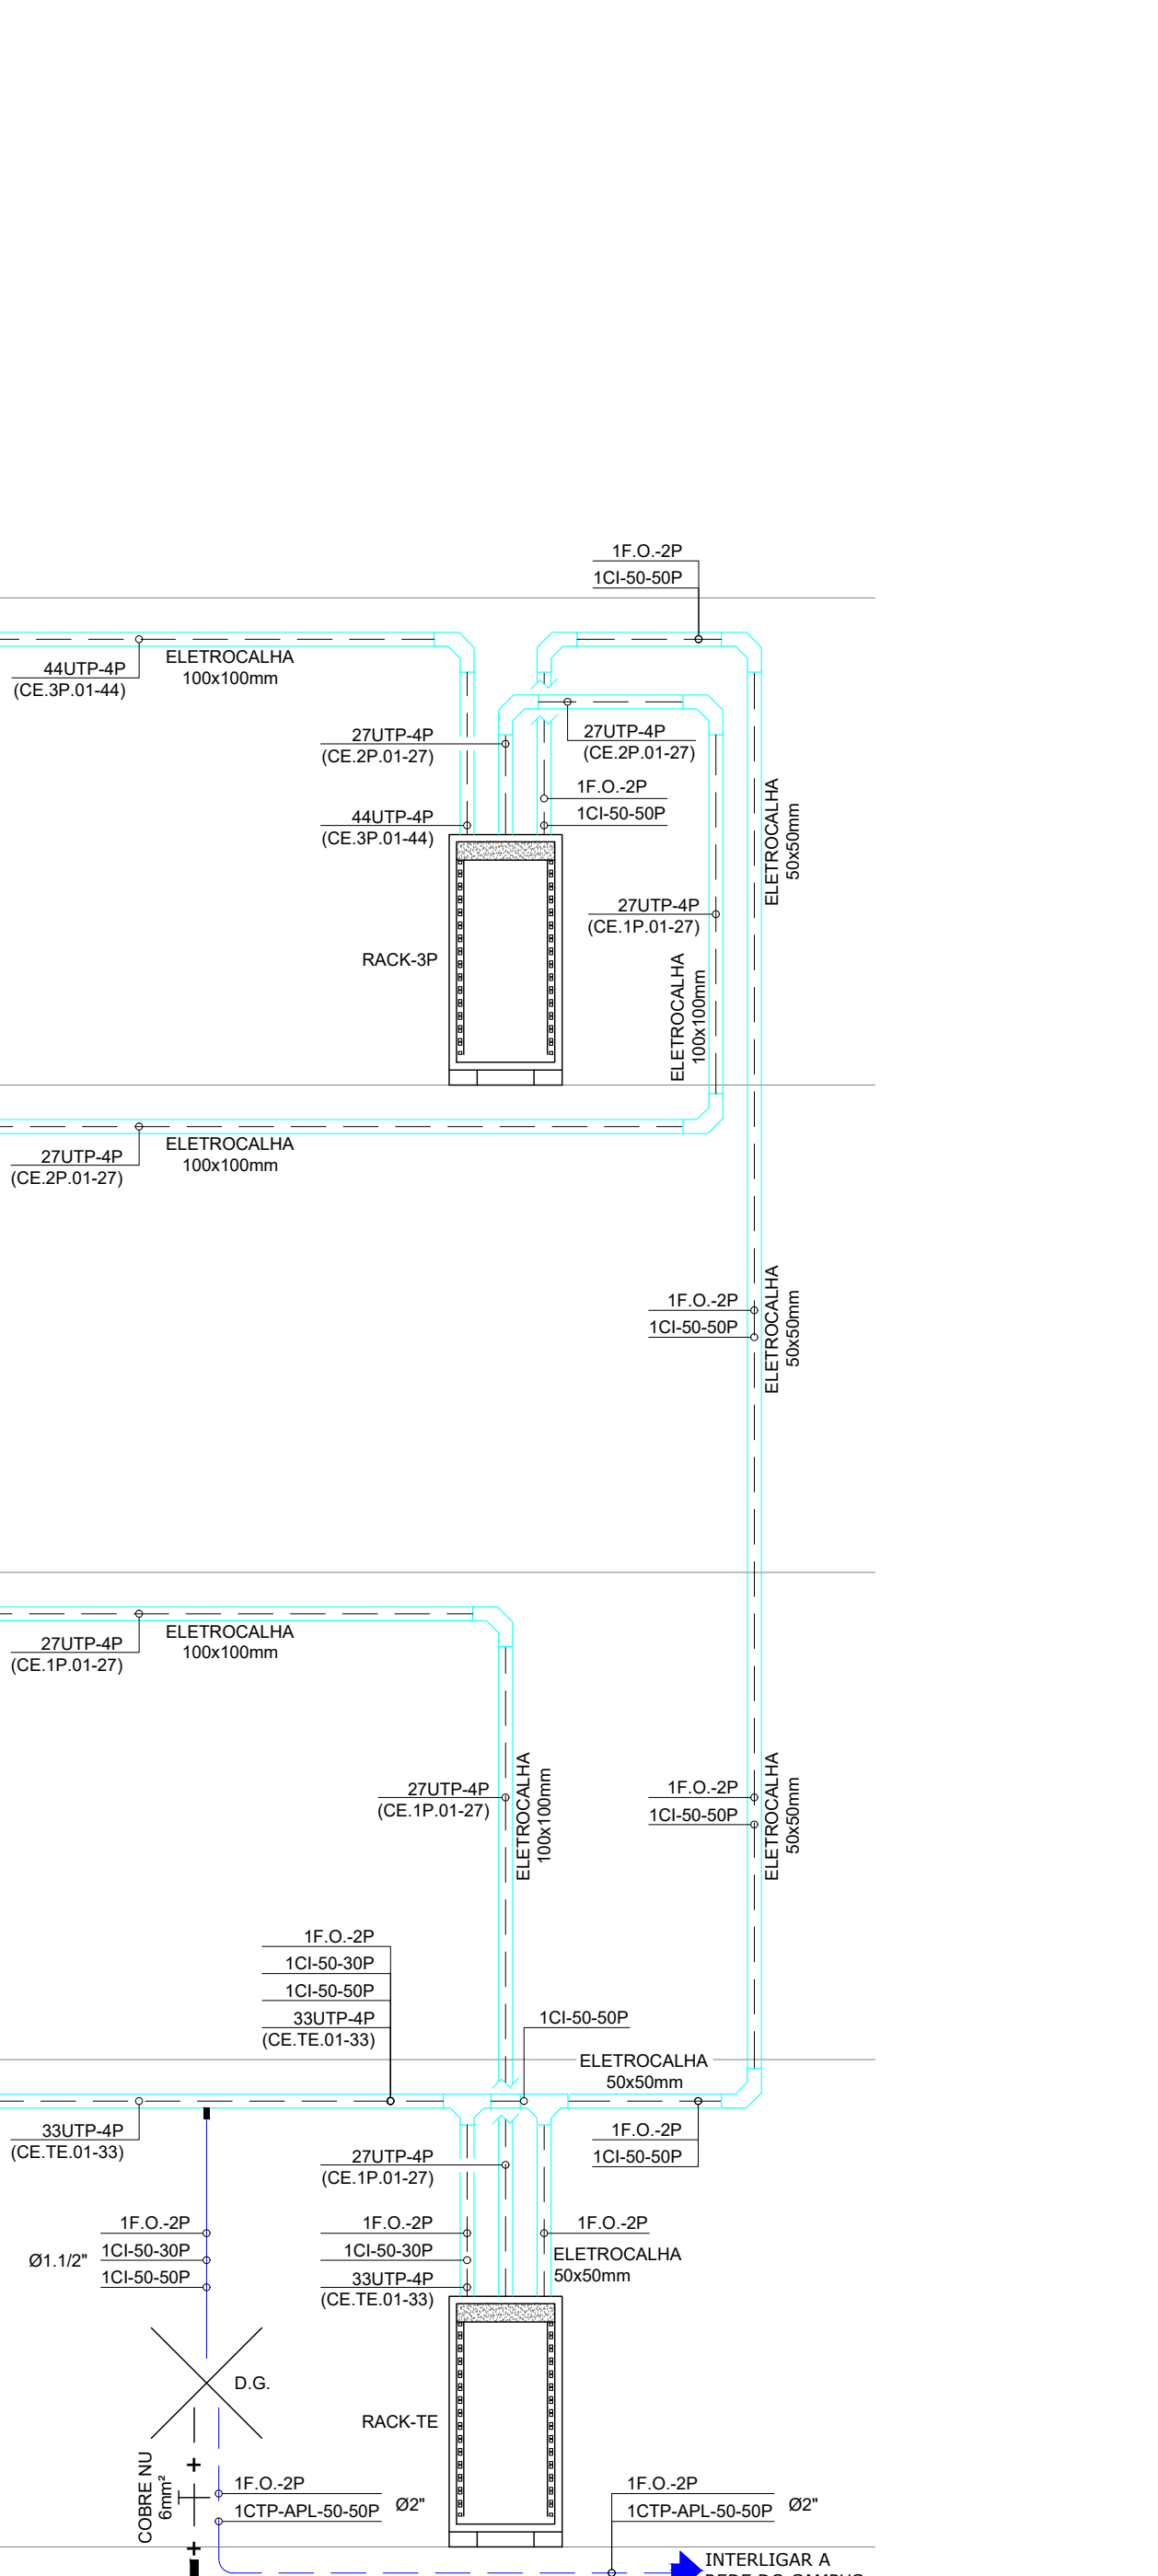 1F.O.-2P
1CI-50-50P
44UTP-4P
(CE.3P.01-44)
ELETROCALHA
100x100mm
27UTP-4P
(CE.2P.01-27)
27UTP-4P
(CE.2P.01-27)
1F.O.-2P
1CI-50-50P
44UTP-4P
(CE.3P.01-44)
ELETROCALHA
50x50mm
27UTP-4P
(CE.1P.01-27)
RACK-3P
ELETROCALHA
100x100mm
27UTP-4P
(CE.2P.01-27)
ELETROCALHA
100x100mm
1F.O.-2P
1CI-50-50P
ELETROCALHA
50x50mm
27UTP-4P
(CE.1P.01-27)
ELETROCALHA
100x100mm
27UTP-4P
(CE.1P.01-27)
ELETROCALHA
100x100mm
1F.O.-2P
1CI-50-50P
ELETROCALHA
50x50mm
1F.O.-2P
1CI-50-30P
1CI-50-50P
33UTP-4P
(CE.TE.01-33)
1CI-50-50P
ELETROCALHA
50x50mm
33UTP-4P
(CE.TE.01-33)
1F.O.-2P
1CI-50-50P
27UTP-4P
(CE.1P.01-27)
1F.O.-2P
1CI-50-30P
1CI-50-50P
Ø1.1/2"
1F.O.-2P
1CI-50-30P
33UTP-4P
(CE.TE.01-33)
1F.O.-2P
ELETROCALHA
50x50mm
D.G.
RACK-TE
COBRE NU
6mm²
1F.O.-2P
1CTP-APL-50-50P
Ø2"
1F.O.-2P
1CTP-APL-50-50P
Ø2"
INTERLIGAR A
REDE DO CAMPUS